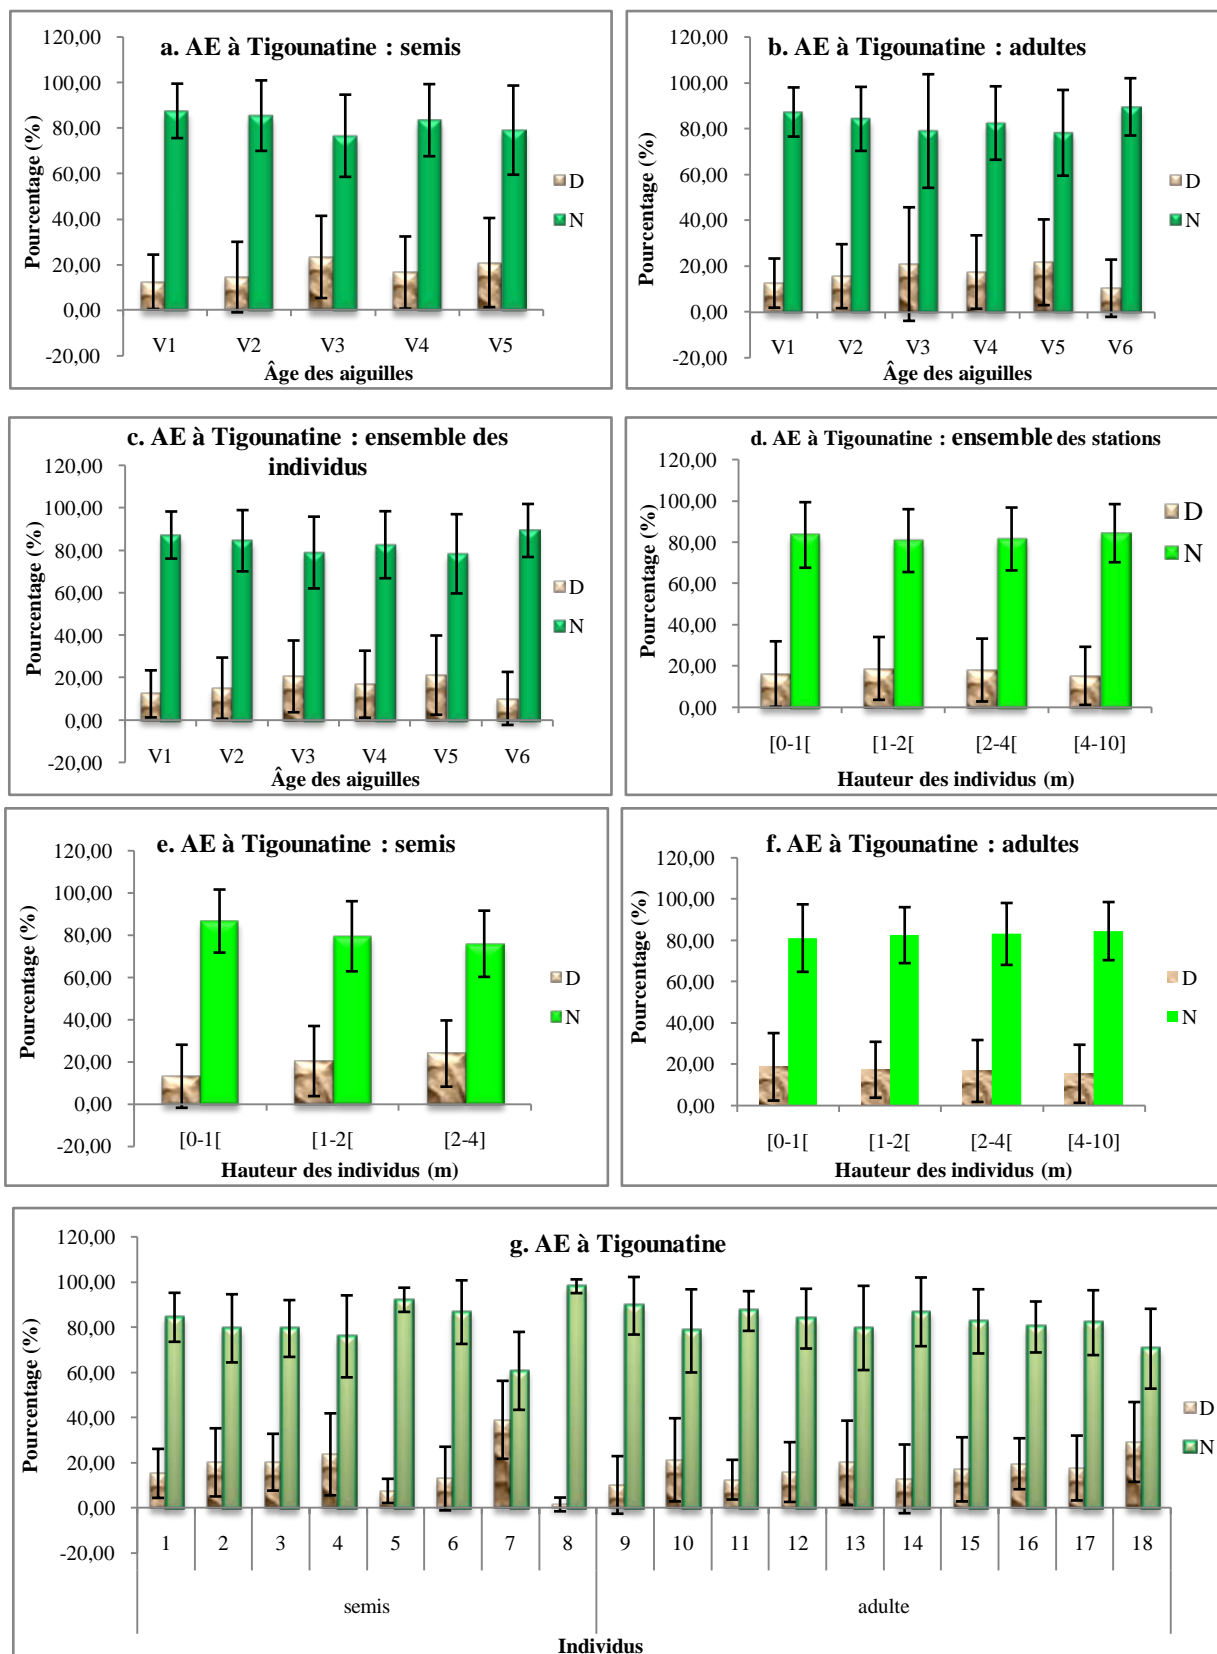 a. AE à Tigounatine : semis
120,00
100,00
80,00
60,00
40,00
20,00
0,00
-20,00
Pourcentage (%)
V1 V2 V3 V4 V5
Âge des aiguilles
D
N
b. AE à Tigounatine : adultes
120,00
100,00
80,00
60,00
40,00
20,00
0,00
-20,00
Pourcentage (%)
V1 V2 V3 V4 V5 V6
Âge des aiguilles
D
N
c. AE à Tigounatine : ensemble des
individus
120,00
100,00
80,00
60,00
40,00
20,00
0,00
-20,00
Pourcentage (%)
V1 V2 V3 V4 V5 V6
Âge des aiguilles
D
N
d. AE à Tigounatine : ensemble des stations
120,00
100,00
80,00
60,00
40,00
20,00
0,00
Pourcentage (%)
[0-1[ [1-2[ [2-4[ [4-10]
Hauteur des individus (m)
D
N
e. AE à Tigounatine : semis
120,00
100,00
80,00
60,00
40,00
20,00
0,00
-20,00
Pourcentage (%)
[0-1[ [1-2[ [2-4]
Hauteur des individus (m)
D
N
f. AE à Tigounatine : adultes
120,00
100,00
80,00
60,00
40,00
20,00
0,00
Pourcentage (%)
[0-1[ [1-2[ [2-4[ [4-10]
Hauteur des individus (m)
D
N
g. AE à Tigounatine
120,00
100,00
80,00
60,00
40,00
20,00
0,00
-20,00
Pourcentage (%)
1 2 3 4 5 6 7 8 9 10 11 12 13 14 15 16 17 18
semis adulte
Individus
D
N